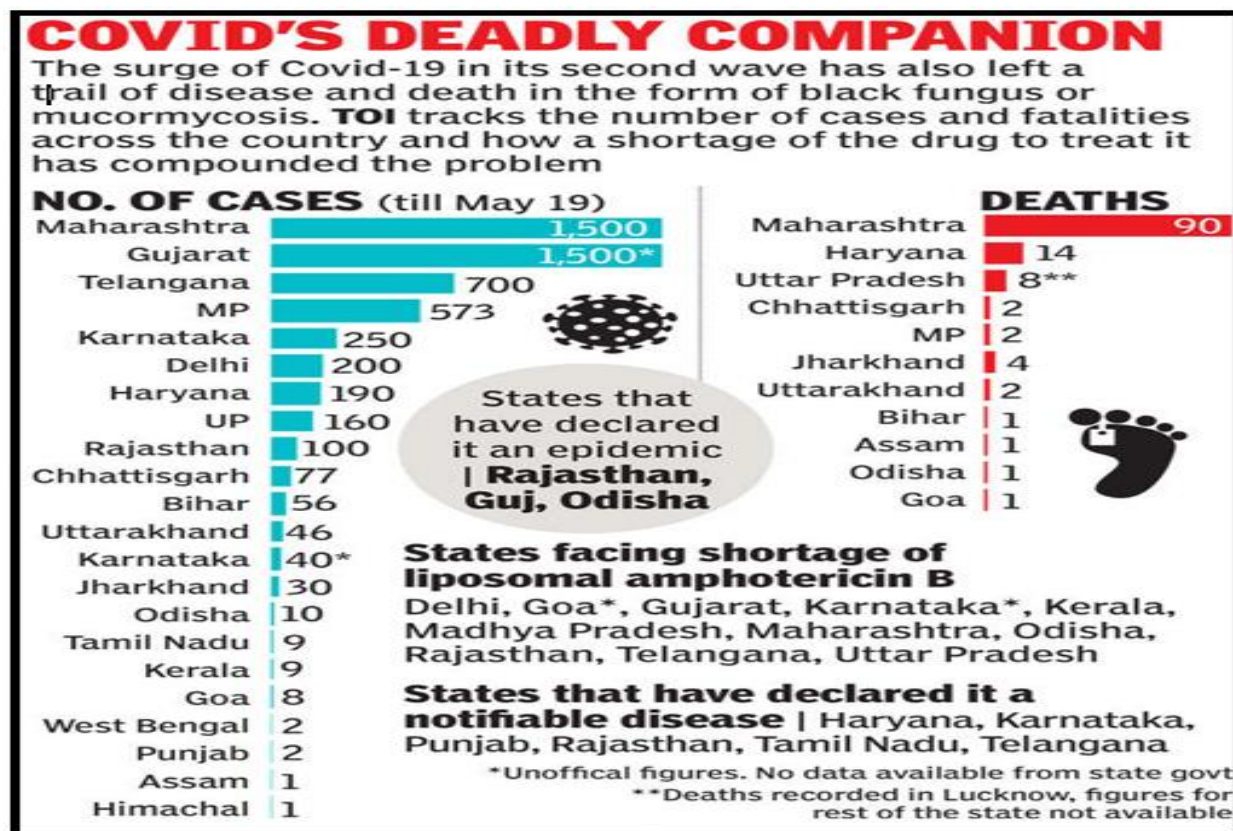 COVID'S DEADLY COMPANION
The surge of Covid-19 in its second wave has also left a
trail of disease and death in the form of black fungus or
mucormycosis. TOI tracks the number of cases and fatalities
across the country and how a shortage of the drug to treat it
has compounded the problem
NO. OF CASES (till May 19)
Maharashtra 1,500
Gujarat 1,500*
Telangana 700
MP 573
Karnataka 250
Delhi 200
Haryana 190
UP 160
Rajasthan 100
Chhattisgarh 77
Bihar 56
Uttarakhand 46
Karnataka 40*
Jharkhand 30
Odisha 10
Tamil Nadu 9
Kerala 9
Goa 8
West Bengal 2
Punjab 2
Assam 1
Himachal 1
DEATHS
Maharashtra 90
Haryana 14
Uttar Pradesh 8**
Chhattisgarh 2
MP 2
Jharkhand 4
Uttarakhand 2
Bihar 1
Assam 1
Odisha 1
Goa 1
States that
have declared
it an epidemic
| Rajasthan,
Guj, Odisha
States facing shortage of
liposomal amphotericin B
Delhi, Goa*, Gujarat, Karnataka*, Kerala,
Madhya Pradesh, Maharashtra, Odisha,
Rajasthan, Telangana, Uttar Pradesh
States that have declared it a
notifiable disease | Haryana, Karnataka,
Punjab, Rajasthan, Tamil Nadu, Telangana
*Unoffical figures. No data available from state govt
**Deaths recorded in Lucknow, figures for
rest of the state not available